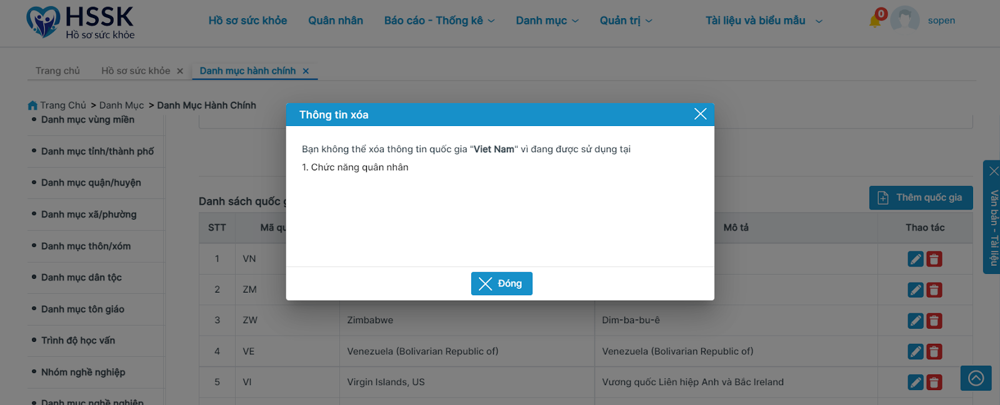 HSSK
Hồ sơ sức khỏe
Hồ sơ sức khỏe Quân nhân Báo cáo - Thống kê Danh mục Quản trị Tài liệu và biểu mẫu 0 sopen
Trang chủ Hồ sơ sức khỏe Danh mục hành chính
Trang Chủ > Danh Mục > Danh Mục Hành Chính
Danh mục vùng miền
Danh mục tỉnh/thành phố
Danh mục quận/huyện
Danh mục xã/phường
Danh mục thôn/xóm
Danh mục dân tộc
Danh mục tôn giáo
Trình độ học vấn
Nhóm nghề nghiệp
Danh mục nghề nghiệp
Thông tin xóa
Bạn không thể xóa thông tin quốc gia "Viet Nam" vì đang được sử dụng tại
1. Chức năng quân nhân
Đóng
Danh sách quốc
Thêm quốc gia
STT Mã Mô tả Thao tác
1 VN
2 ZM
3 ZW Zimbabwe Dim-ba-bu-ê
4 VE Venezuela (Bolivarian Republic of) Venezuela (Bolivarian Republic of)
5 VI Virgin Islands, US Vương quốc Liên hiệp Anh và Bắc Ireland
Văn bản - Tài liệu